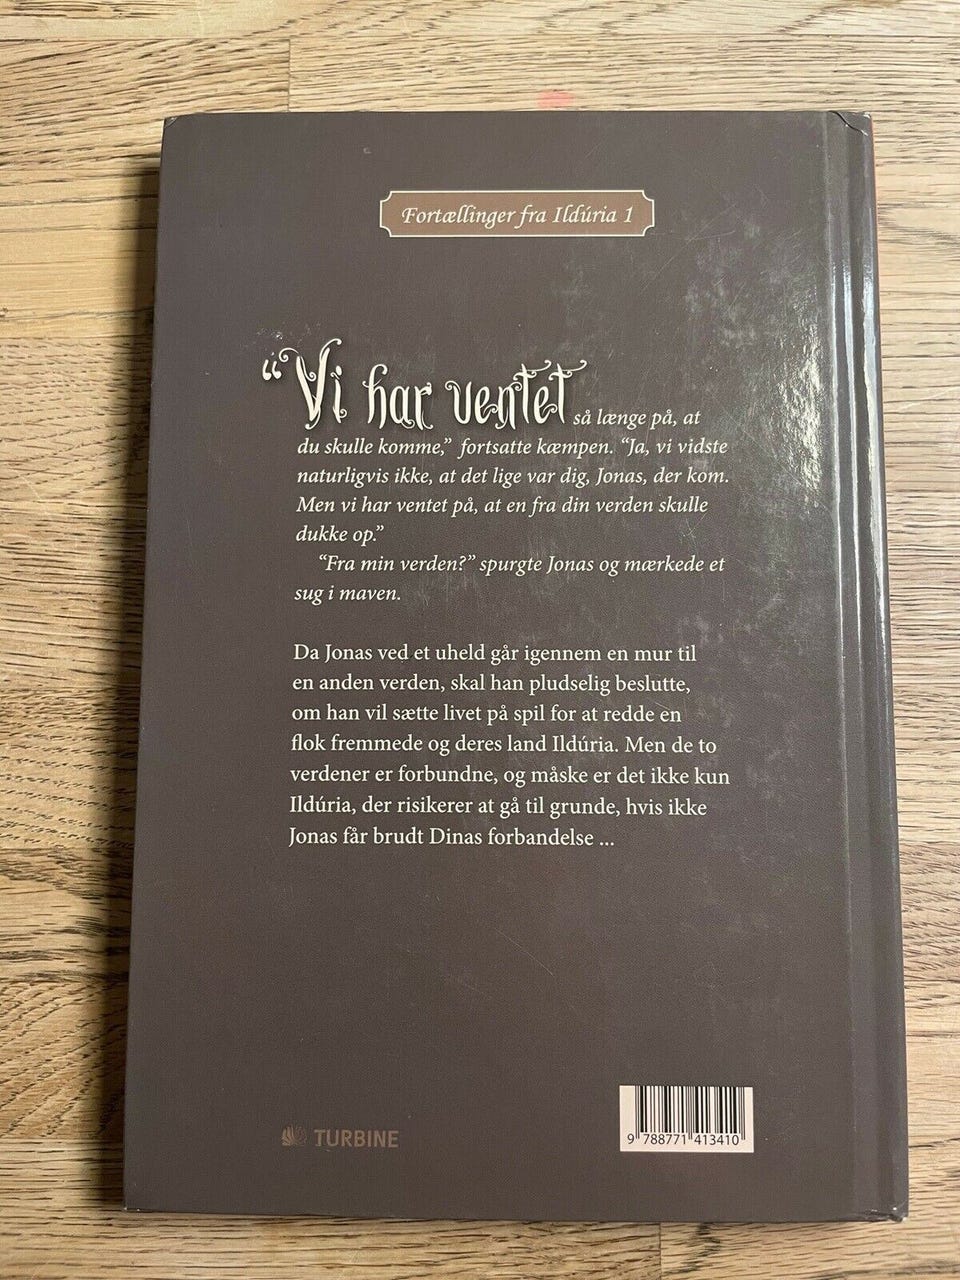 Fortællinger fra Ildúria 1
“Vi har ventet så længe på, at
du skulle komme,” fortsatte kæmpen. “Ja, vi vidste
naturligvis ikke, at det lige var dig, Jonas, der kom.
Men vi har ventet på, at en fra din verden skulle
dukke op.”
“Fra min verden?” spurgte Jonas og mærkede et
sug i maven.
Da Jonas ved et uheld går igennem en mur til
en anden verden, skal han pludselig beslutte,
om han vil sætte livet på spil for at redde en
flok fremmede og deres land Ildúria. Men de to
verdener er forbundne, og måske er det ikke kun
Ildúria, der risikerer at gå til grunde, hvis ikke
Jonas får brudt Dinas forbandelse ...
TURBINE
9 788771 413410